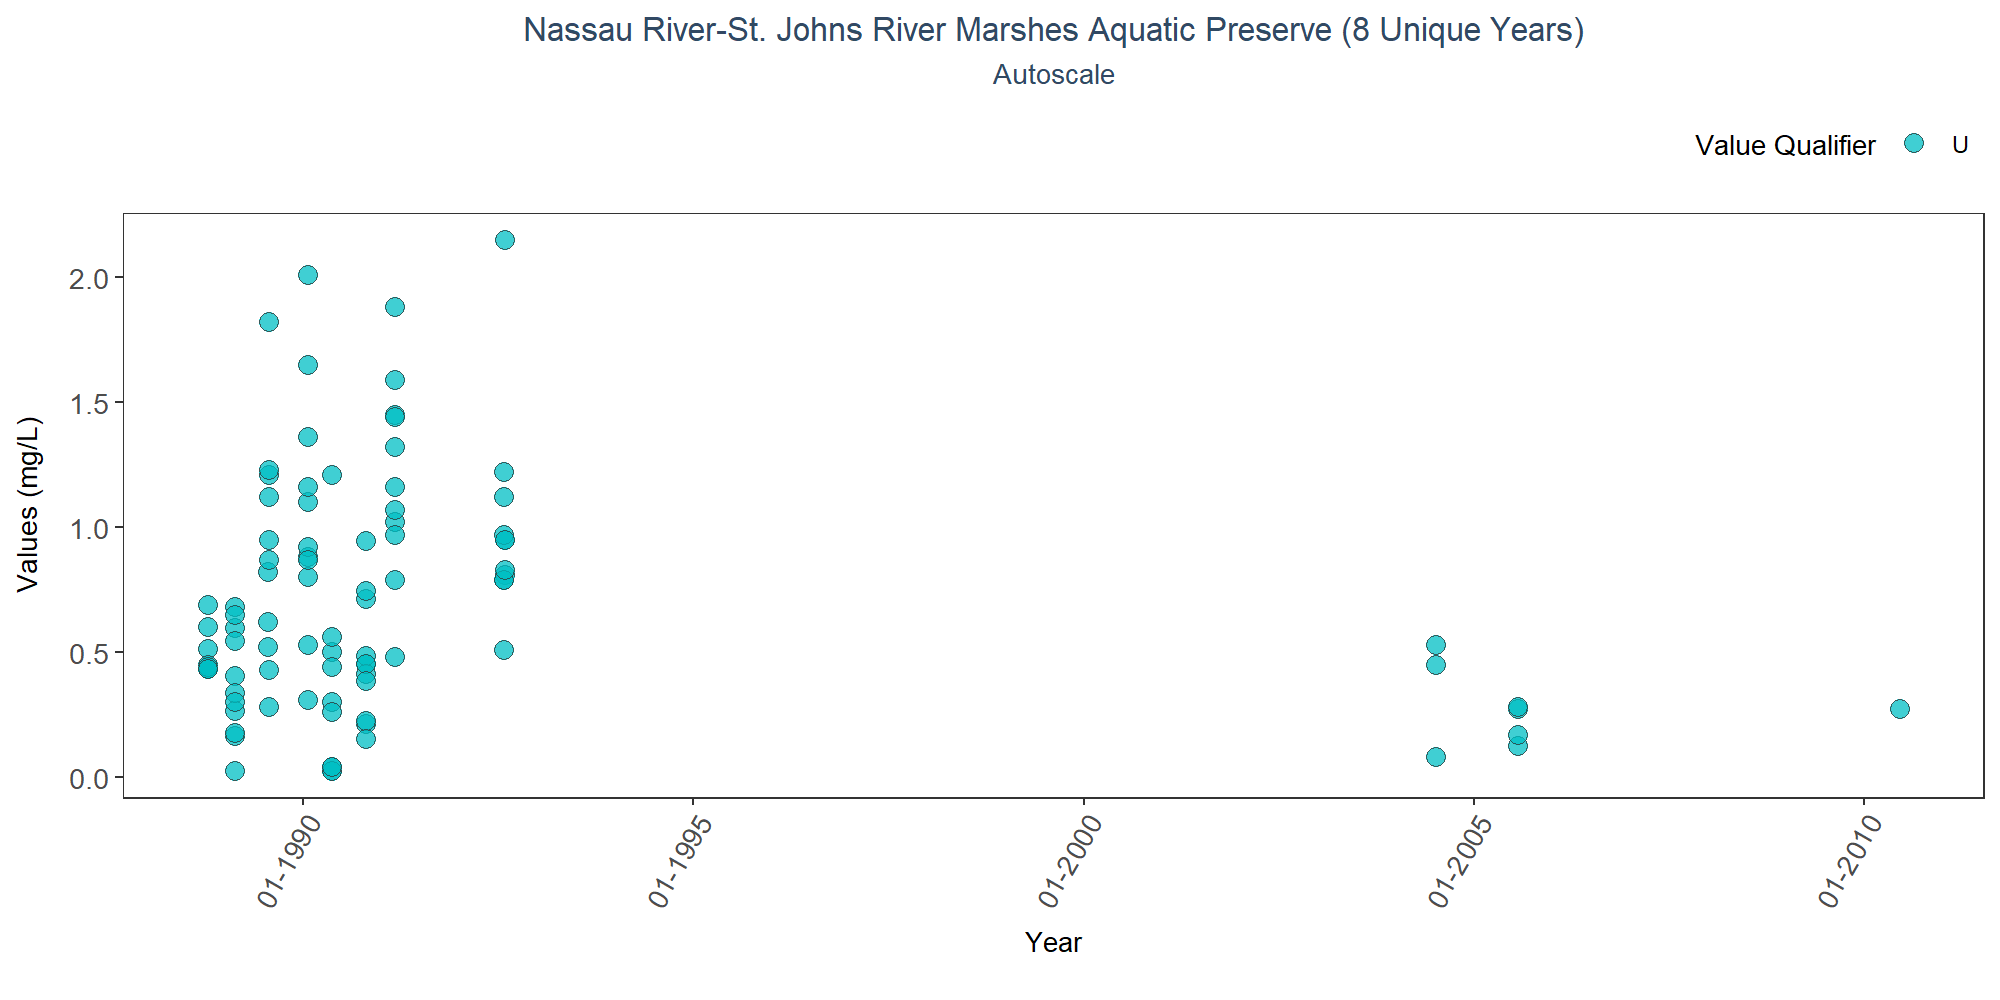 Nassau River-St. Johns River Marshes Aquatic Preserve (8 Unique Years)
Autoscale
Value Qualifier U
Values (mg/L)
2.0
1.5
1.0
0.5
0.0
01-1990
01-1995
01-2000
01-2005
01-2010
Year